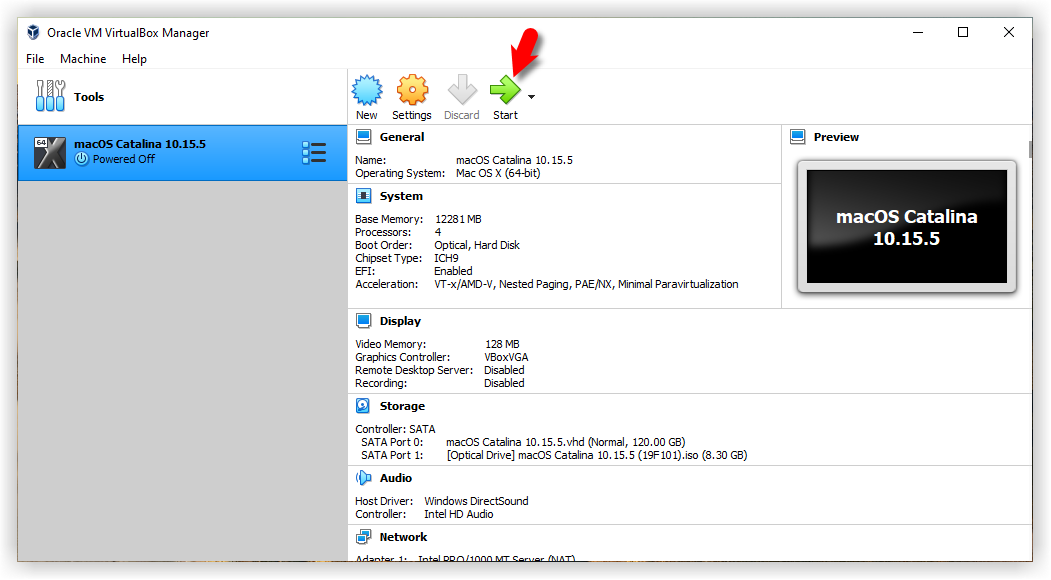 Oracle VM VirtualBox Manager
File Machine Help
Tools
New Settings Discard Start
64
macOS Catalina 10.15.5
Powered Off
General
Name: macOS Catalina 10.15.5
Operating System: Mac OS X (64-bit)
Preview
macOS Catalina
10.15.5
System
Base Memory: 12281 MB
Processors: 4
Boot Order: Optical, Hard Disk
Chipset Type: ICH9
EFI: Enabled
Acceleration: VT-x/AMD-V, Nested Paging, PAE/NX, Minimal Paravirtualization
Display
Video Memory: 128 MB
Graphics Controller: VBoxVGA
Remote Desktop Server: Disabled
Recording: Disabled
Storage
Controller: SATA
SATA Port 0: macOS Catalina 10.15.5.vhd (Normal, 120.00 GB)
SATA Port 1: [Optical Drive] macOS Catalina 10.15.5 (19F101).iso (8.30 GB)
Audio
Host Driver: Windows DirectSound
Controller: Intel HD Audio
Network
Adapter 1: Intel PRO/1000 MT Server (NAT)